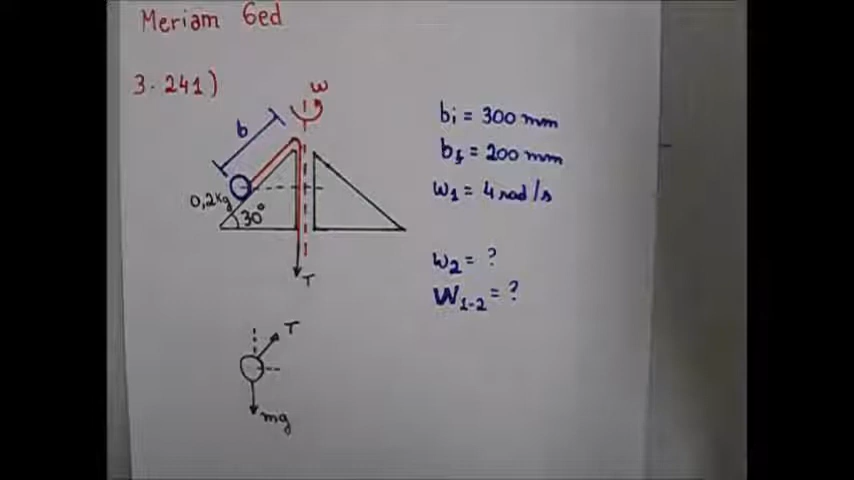 Meriam 6ed
3.241)
ω
b
0,2kg
30°
T
bi = 300 mm
bf = 200 mm
ω1 = 4 rad/s
ω2 = ?
W1-2 = ?
T
mg